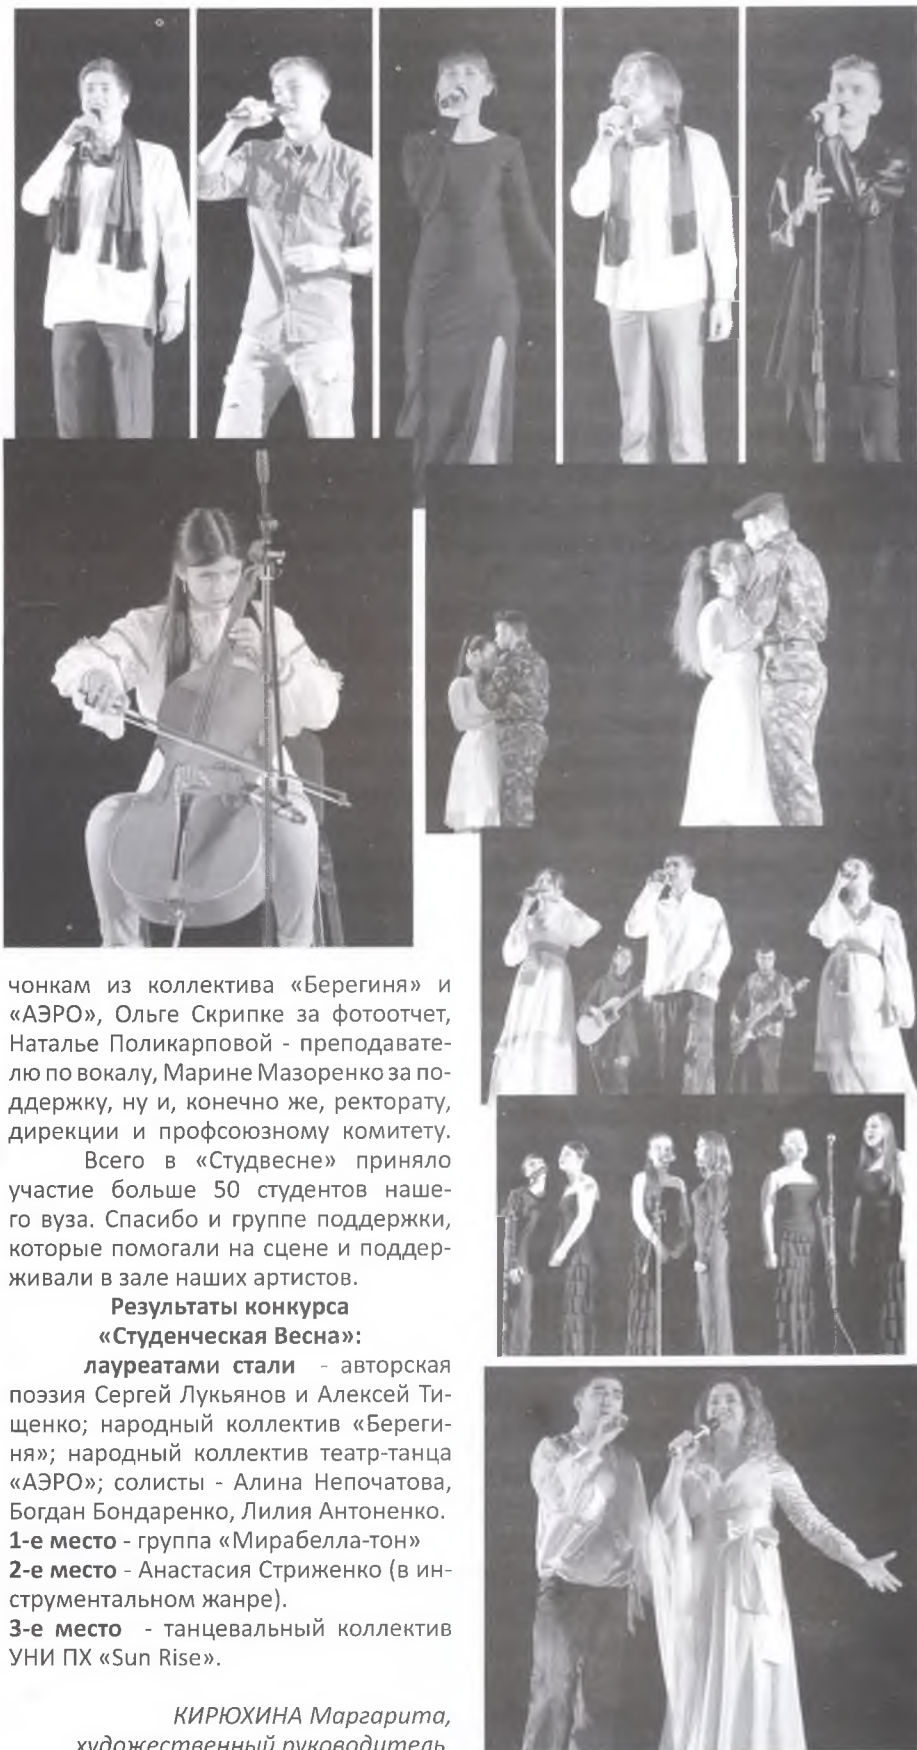 чонкам из коллектива «Берегиня» и
«АЭРО», Ольге Скрипке за фотоотчет,
Наталье Поликарповой - преподавате-
лю по вокалу, Марине Мазоренко за по-
ддержку, ну и, конечно же, ректорату,
дирекции и профсоюзному комитету.
Всего в «Студвесне» приняло
участие больше 50 студентов наше-
го вуза. Спасибо и группе поддержки,
которые помогали на сцене и поддер-
живали в зале наших артистов.
Результаты конкурса
«Студенческая Весна»:
лауреатами стали - авторская
поэзия Сергей Лукьянов и Алексей Ти-
щенко; народный коллектив «Береги-
ня»; народный коллектив театр-танца
«АЭРО»; солисты - Алина Непочатова,
Богдан Бондаренко, Лилия Антоненко.
1-е место - группа «Мирабелла-тон»
2-е место - Анастасия Стриженко (в ин-
струментальном жанре).
3-е место - танцевальный коллектив
УНИ ПХ «Sun Rise».
КИРЮХИНА Маргарита,
художественный руководитель